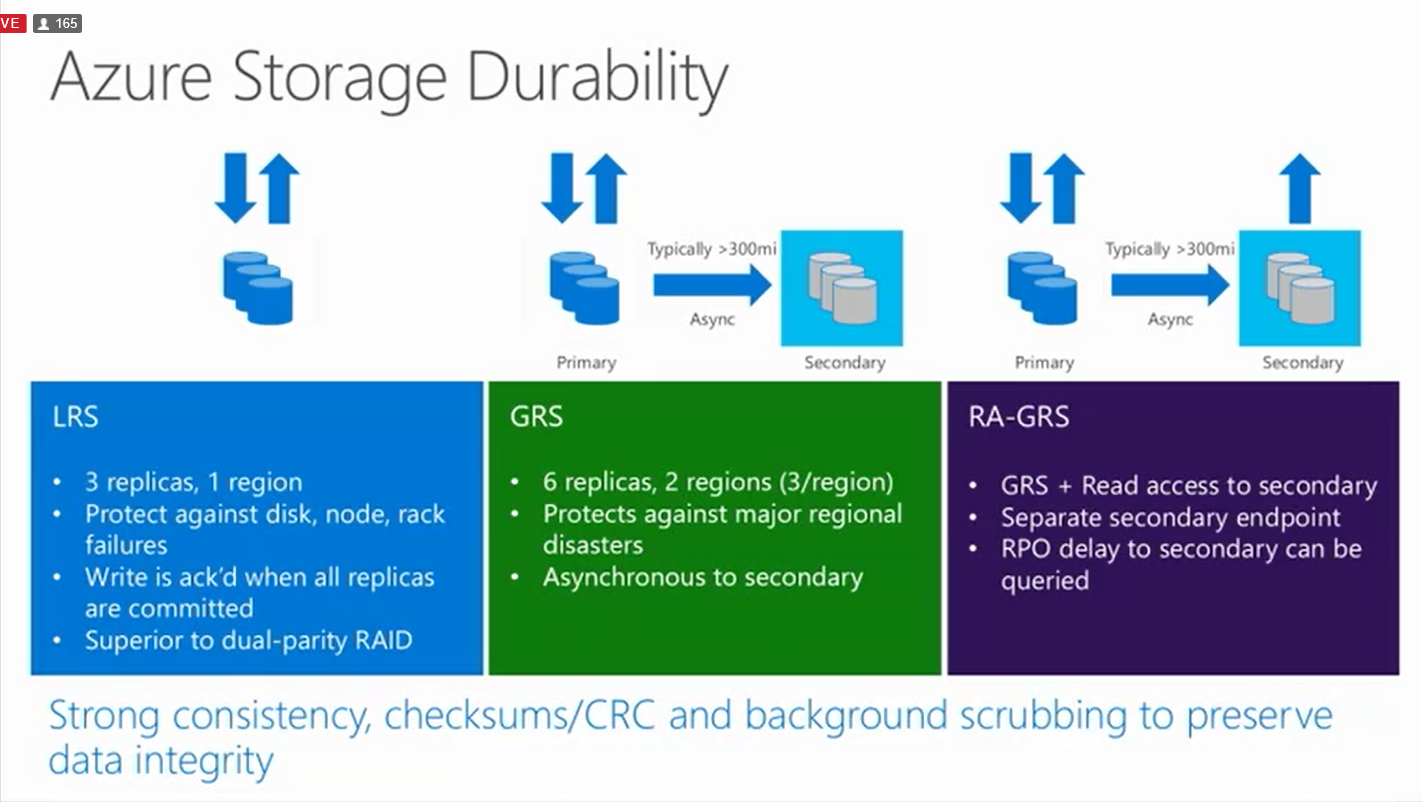 VE 165
Azure Storage Durability
Typically >300mi
Async
Primary
Secondary
Typically >300mi
Async
Primary
Secondary
LRS
• 3 replicas, 1 region
• Protect against disk, node, rack
failures
• Write is ack’d when all replicas
are committed
• Superior to dual-parity RAID
GRS
• 6 replicas, 2 regions (3/region)
• Protects against major regional
disasters
• Asynchronous to secondary
RA-GRS
• GRS + Read access to secondary
• Separate secondary endpoint
• RPO delay to secondary can be
queried
Strong consistency, checksums/CRC and background scrubbing to preserve
data integrity